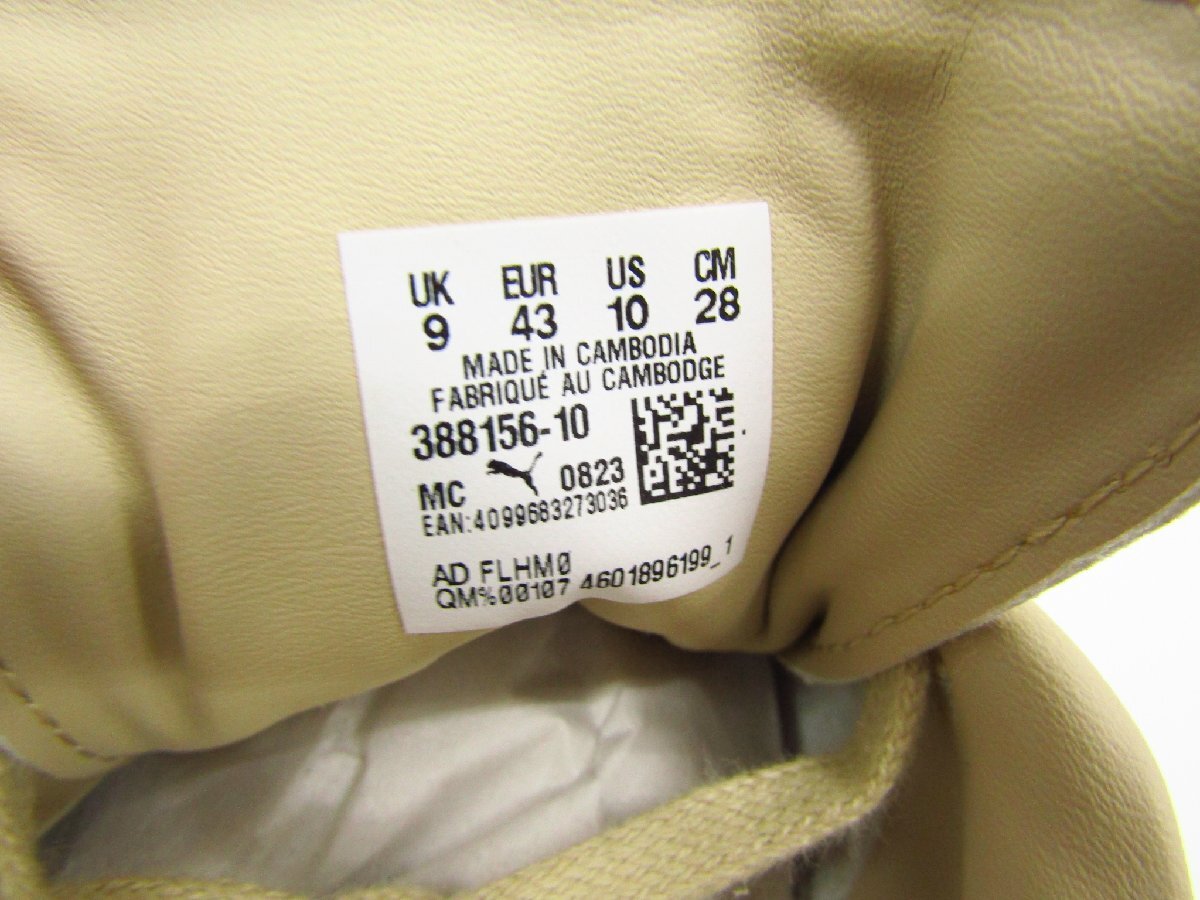 UK EUR US CM
9 43 10 28
MADE IN CAMBODIA
FABRIQUÉ AU CAMBODGE
388156-10
MC 0823
EAN:4099683273036
AD FLHM0
QM%00107 4601896199_1